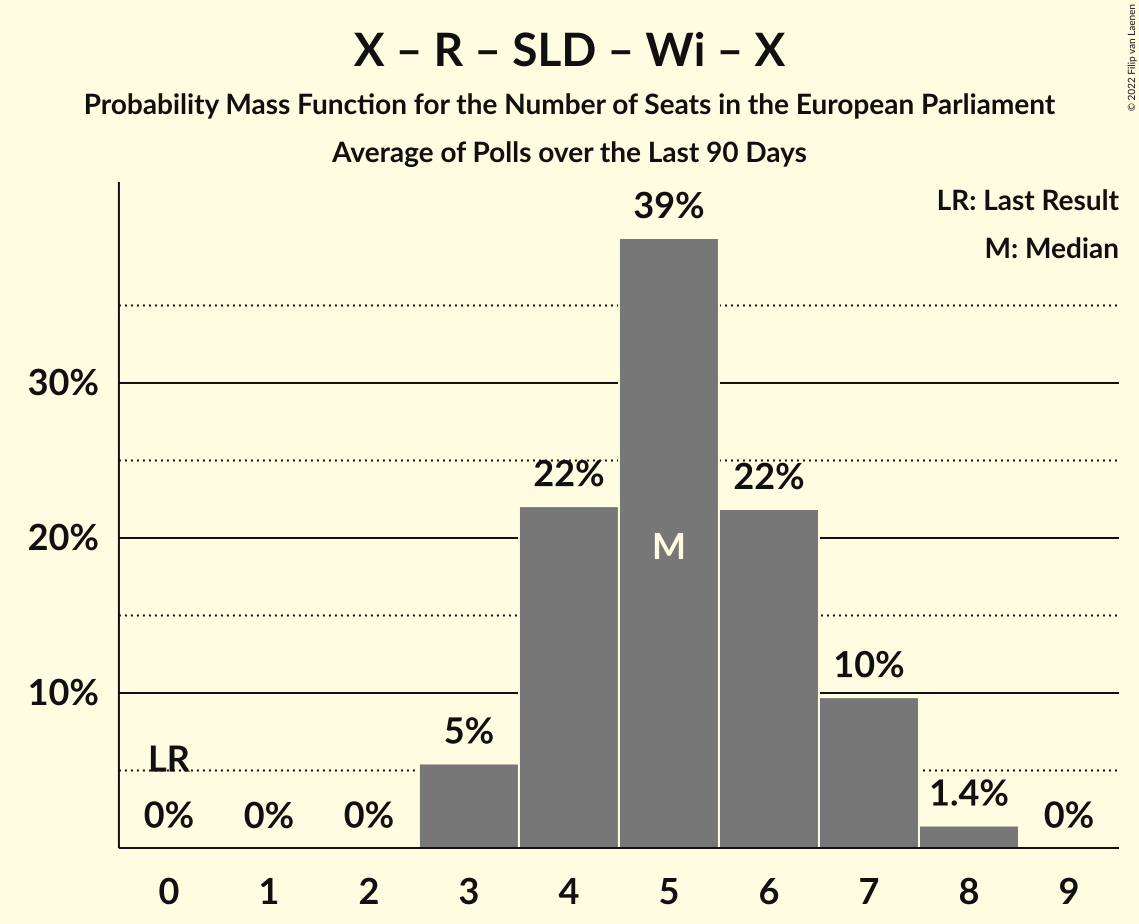 X – R – SLD – Wi – X
Probability Mass Function for the Number of Seats in the European Parliament
Average of Polls over the Last 90 Days
© 2022 Filip van Laenen
LR: Last Result
M: Median
39%
30%
22%
22%
20%
M
10%
10%
5%
LR
1.4%
0%
0%
0%
0%
0 1 2 3 4 5 6 7 8 9